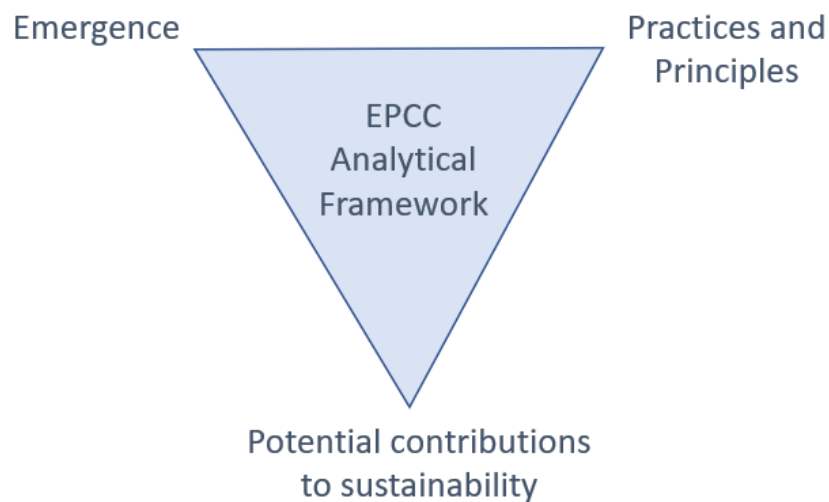 Emergence
Practices and
Principles
EPCC
Analytical
Framework
Potential contributions
to sustainability